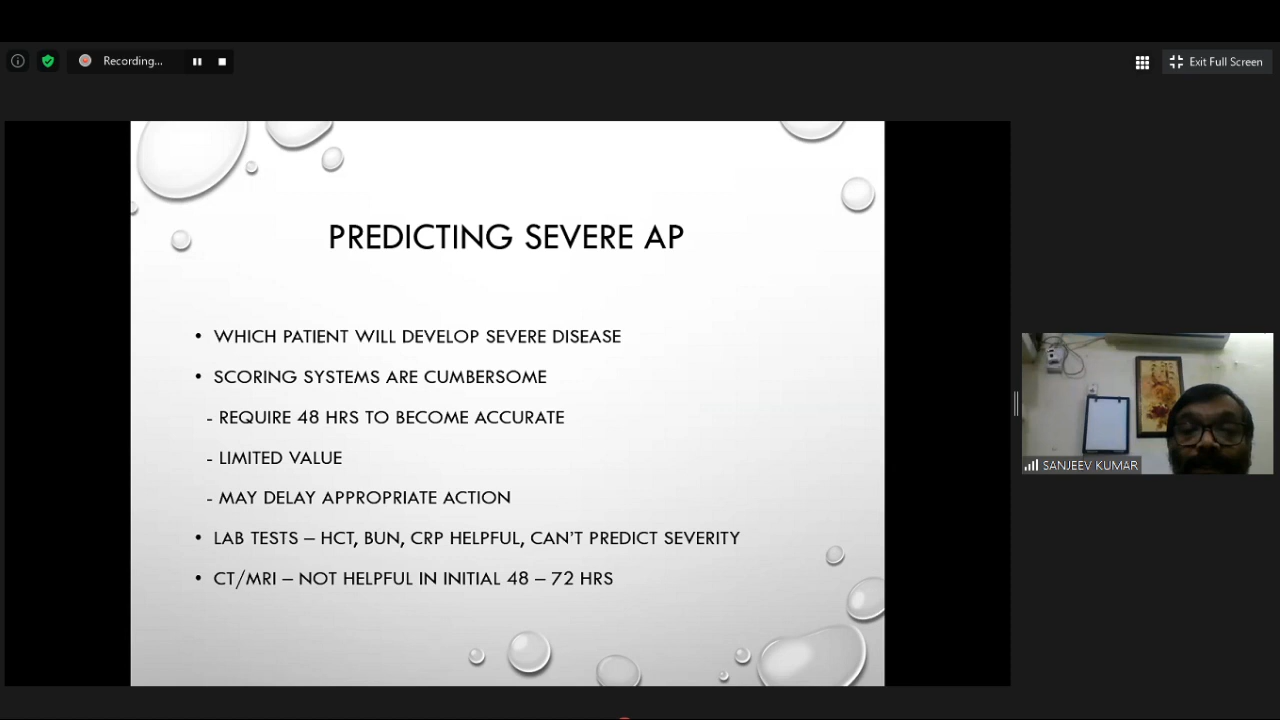 Recording...
Exit Full Screen
PREDICTING SEVERE AP
• WHICH PATIENT WILL DEVELOP SEVERE DISEASE
• SCORING SYSTEMS ARE CUMBERSOME
- REQUIRE 48 HRS TO BECOME ACCURATE
- LIMITED VALUE
- MAY DELAY APPROPRIATE ACTION
• LAB TESTS – HCT, BUN, CRP HELPFUL, CAN'T PREDICT SEVERITY
• CT/MRI – NOT HELPFUL IN INITIAL 48 – 72 HRS
SANJEEV KUMAR